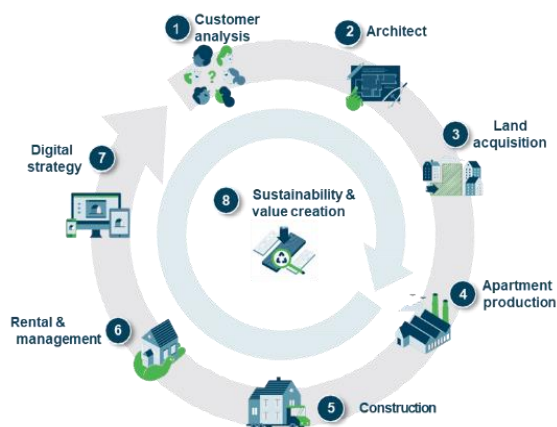 1 Customer
analysis
?
2 Architect
3 Land
acquisition
4 Apartment
production
5 Construction
6 Rental &
management
7 Digital
strategy
8 Sustainability &
value creation